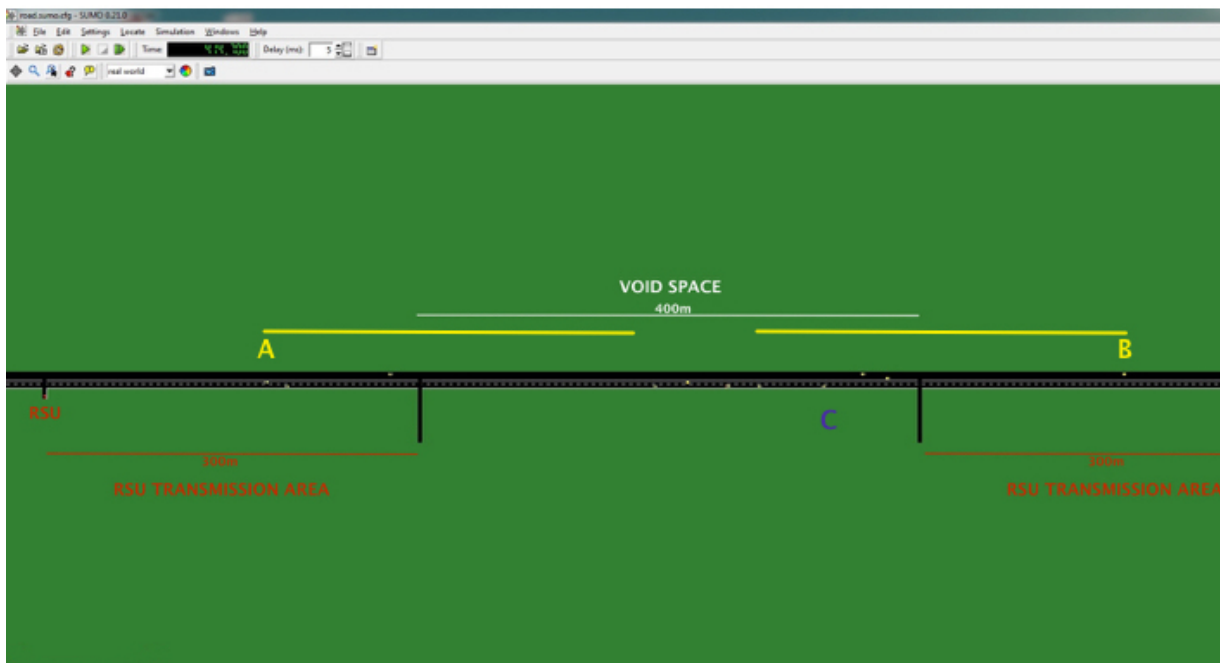 road.sumo.cfg - SUMO 0.21.0
File Edit Settings Locate Simulation Windows Help
Time: Delay (ms): 5
real world
VOID SPACE
400m
A B
RSU
C
300m 300m
RSU TRANSMISSION AREA RSU TRANSMISSION AREA